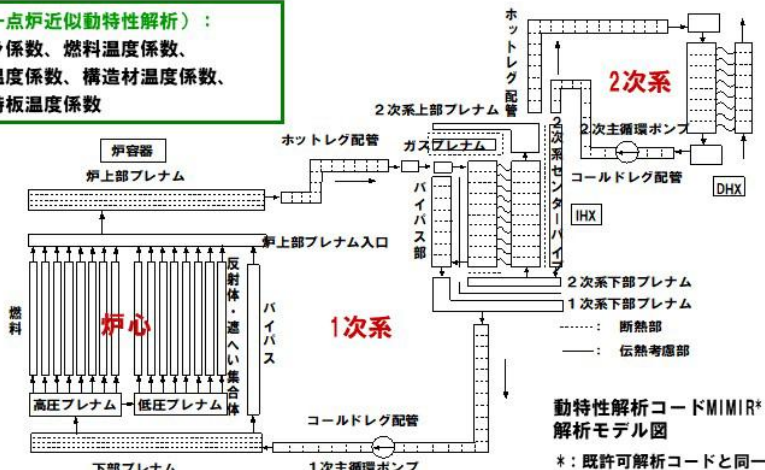 一点炉近似動特性解析）：
係数、燃料温度係数、
温度係数、構造材温度係数、
板温度係数
炉容器
炉上部プレナム
ホットレグ配管
2次系上部プレナム
ガスプレナム
ホットレグ配管
2次系
2次主循環ポンプ
コールドレグ配管
DHX
IHX
2次系センターパイプ
バイパス部
炉上部プレナム入口
燃料
炉心
反射体・遮へい集合体
バイパス
1次系
2次系下部プレナム
1次系下部プレナム
： 断熱部
： 伝熱考慮部
高圧プレナム
低圧プレナム
コールドレグ配管
下部プレナム
1次主循環ポンプ
動特性解析コードMIMIR*
解析モデル図
*：既許可解析コードと同一